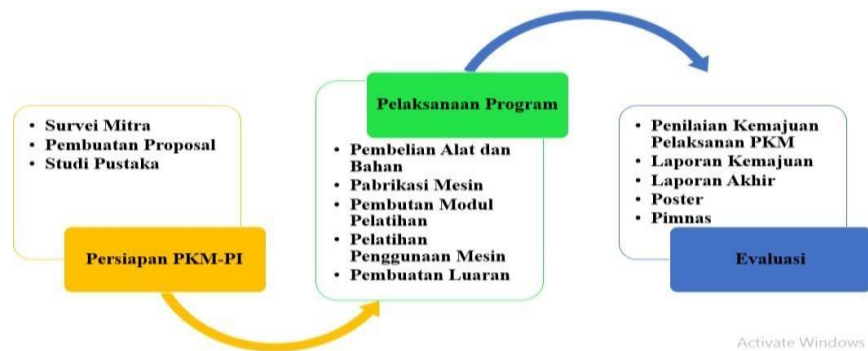 • Survei Mitra
• Pembuatan Proposal
• Studi Pustaka
Persiapan PKM-PI
Pelaksanaan Program
• Pembelian Alat dan
Bahan
• Pabrikasi Mesin
• Pembutan Modul
Pelatihan
• Pelatihan
Penggunaan Mesin
• Pembuatan Luaran
• Penilaian Kemajuan
Pelaksanan PKM
• Laporan Kemajuan
• Laporan Akhir
• Poster
• Pimnas
Evaluasi
Activate Windows